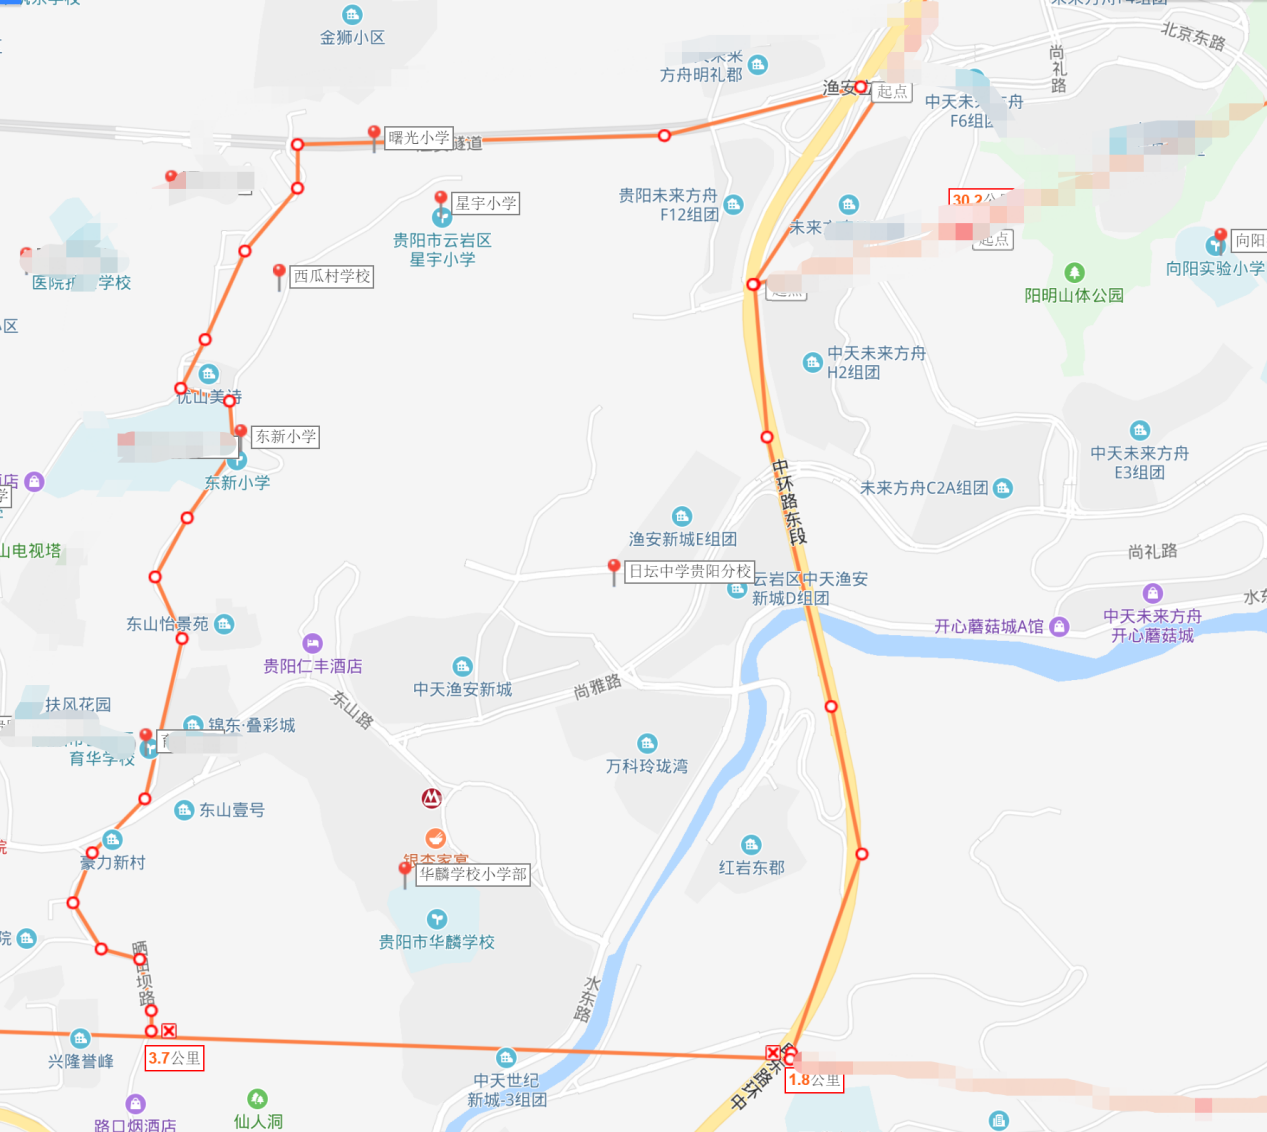 金狮小区
方舟明礼郡
北京东路
尚礼路
渔安
起点
中天未
舟
F6组团
曙光小学
隧道
30.2公
星宇小学
贵阳市云岩区
星宇小学
贵阳未来方舟
F12组团
起点
向阳
向阳实验小学
医院
学校
西瓜村学校
阳明山体公园
小区
中天未来方舟
H2组团
优山美诗
东新小学
东新小学
中天未来方舟
E3组团
未来方舟C2A组团
中环路东段
渔安新城E组团
山电视塔
尚礼路
日坛中学贵阳分校
云岩区中天渔安
新城D组团
水东
东山怡景苑
开心蘑菇城A馆
中天未来方舟
开心蘑菇城
贵阳仁丰酒店
中天渔安新城
尚雅路
东山路
扶风花园
锦东·叠彩城
育华学校
万科玲珑湾
东山壹号
豪力新村
银杏家宴
华麟学校小学部
红岩东郡
贵阳市华麟学校
院
晒田坝路
水东路
兴隆誉峰
3.7公里
中天世纪
新城-3组团
1.8公里
路口烟酒店
仙人洞